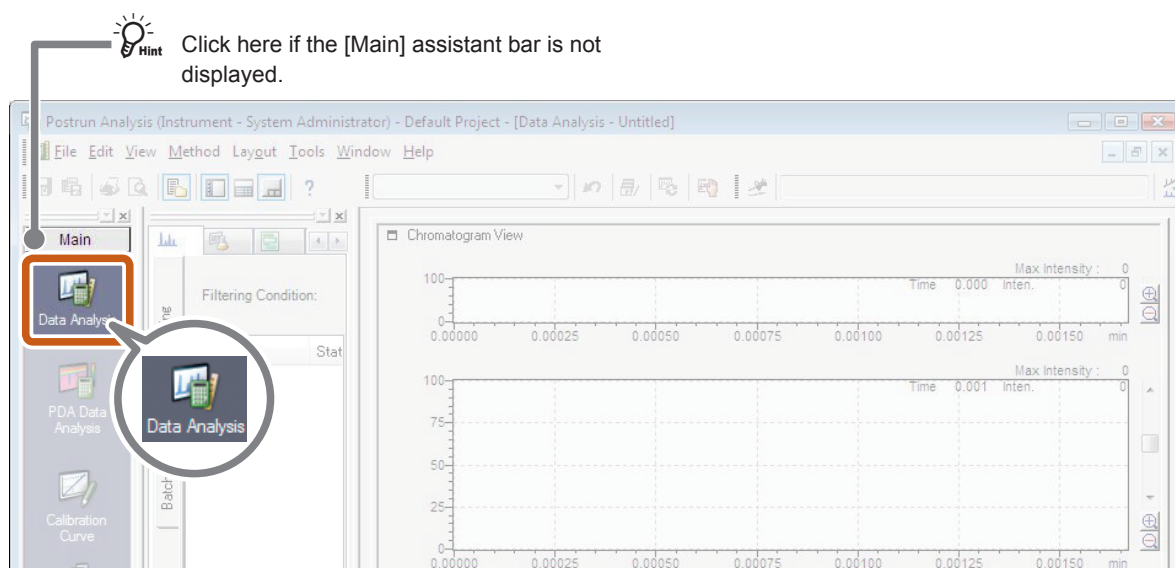 Hint
Click here if the [Main] assistant bar is not
displayed.
Postrun Analysis (Instrument - System Administrator) - Default Project - [Data Analysis - Untitled]
File Edit View Method Layout Tools Window Help
?
Main
Chromatogram View
Max Intensity : 0
Time 0.000 Inten. 0
100
0
0.00000 0.00025 0.00050 0.00075 0.00100 0.00125 0.00150 min
Filtering Condition:
Data Analysis
Stat
Max Intensity : 0
Time 0.001 Inten. 0
100
75
50
25
0
0.00000 0.00025 0.00050 0.00075 0.00100 0.00125 0.00150 min
PDA Data
Analysis
Data Analysis
Batch
Calibration
Curve